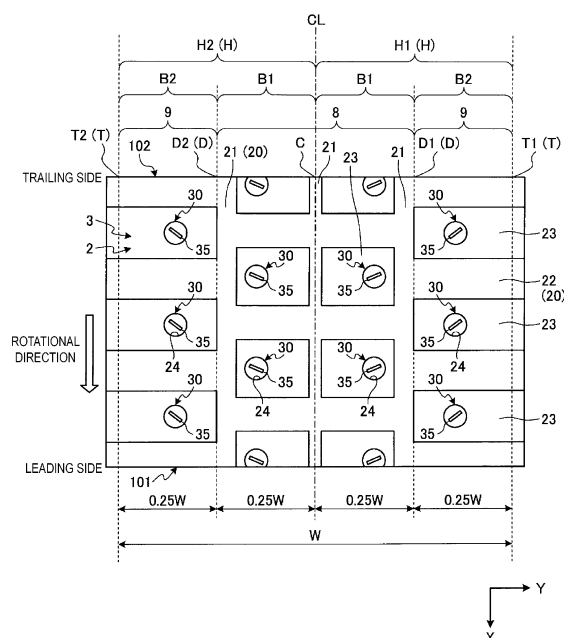 CL
H2 (H) H1 (H)
B2 B1 B1 B2
9 8 9
T2 (T) D2 (D) C D1 (D) T1 (T)
102 21 (20) 21 23 21
TRAILING SIDE
30 30
3 23
2 35 30 30 35
35 35 22
30 30 (20)
23
ROTATIONAL
DIRECTION
35 30 30 35
24 35 35 24
30 24 24 30
35 35 23
LEADING SIDE
101
0.25W 0.25W 0.25W 0.25W
W
Y
X